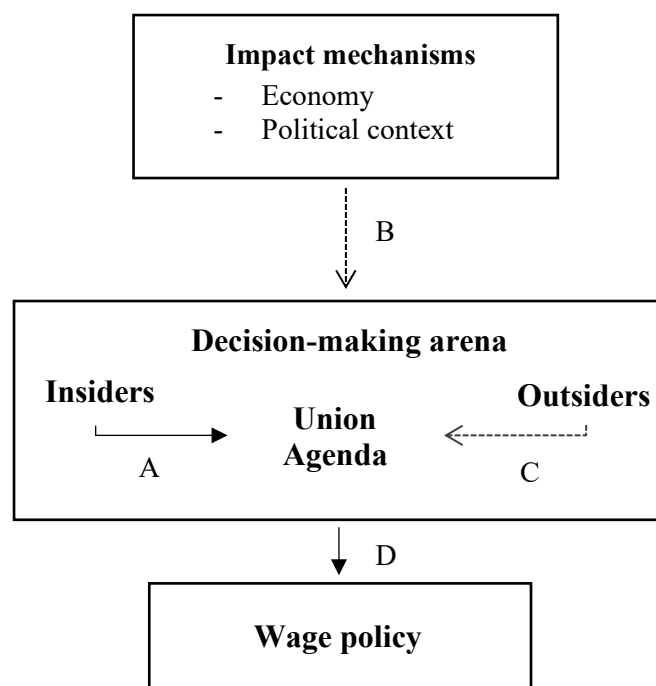 Impact mechanisms
- Economy
- Political context
B
Decision-making arena
Insiders
Outsiders
Union
Agenda
A
C
D
Wage policy